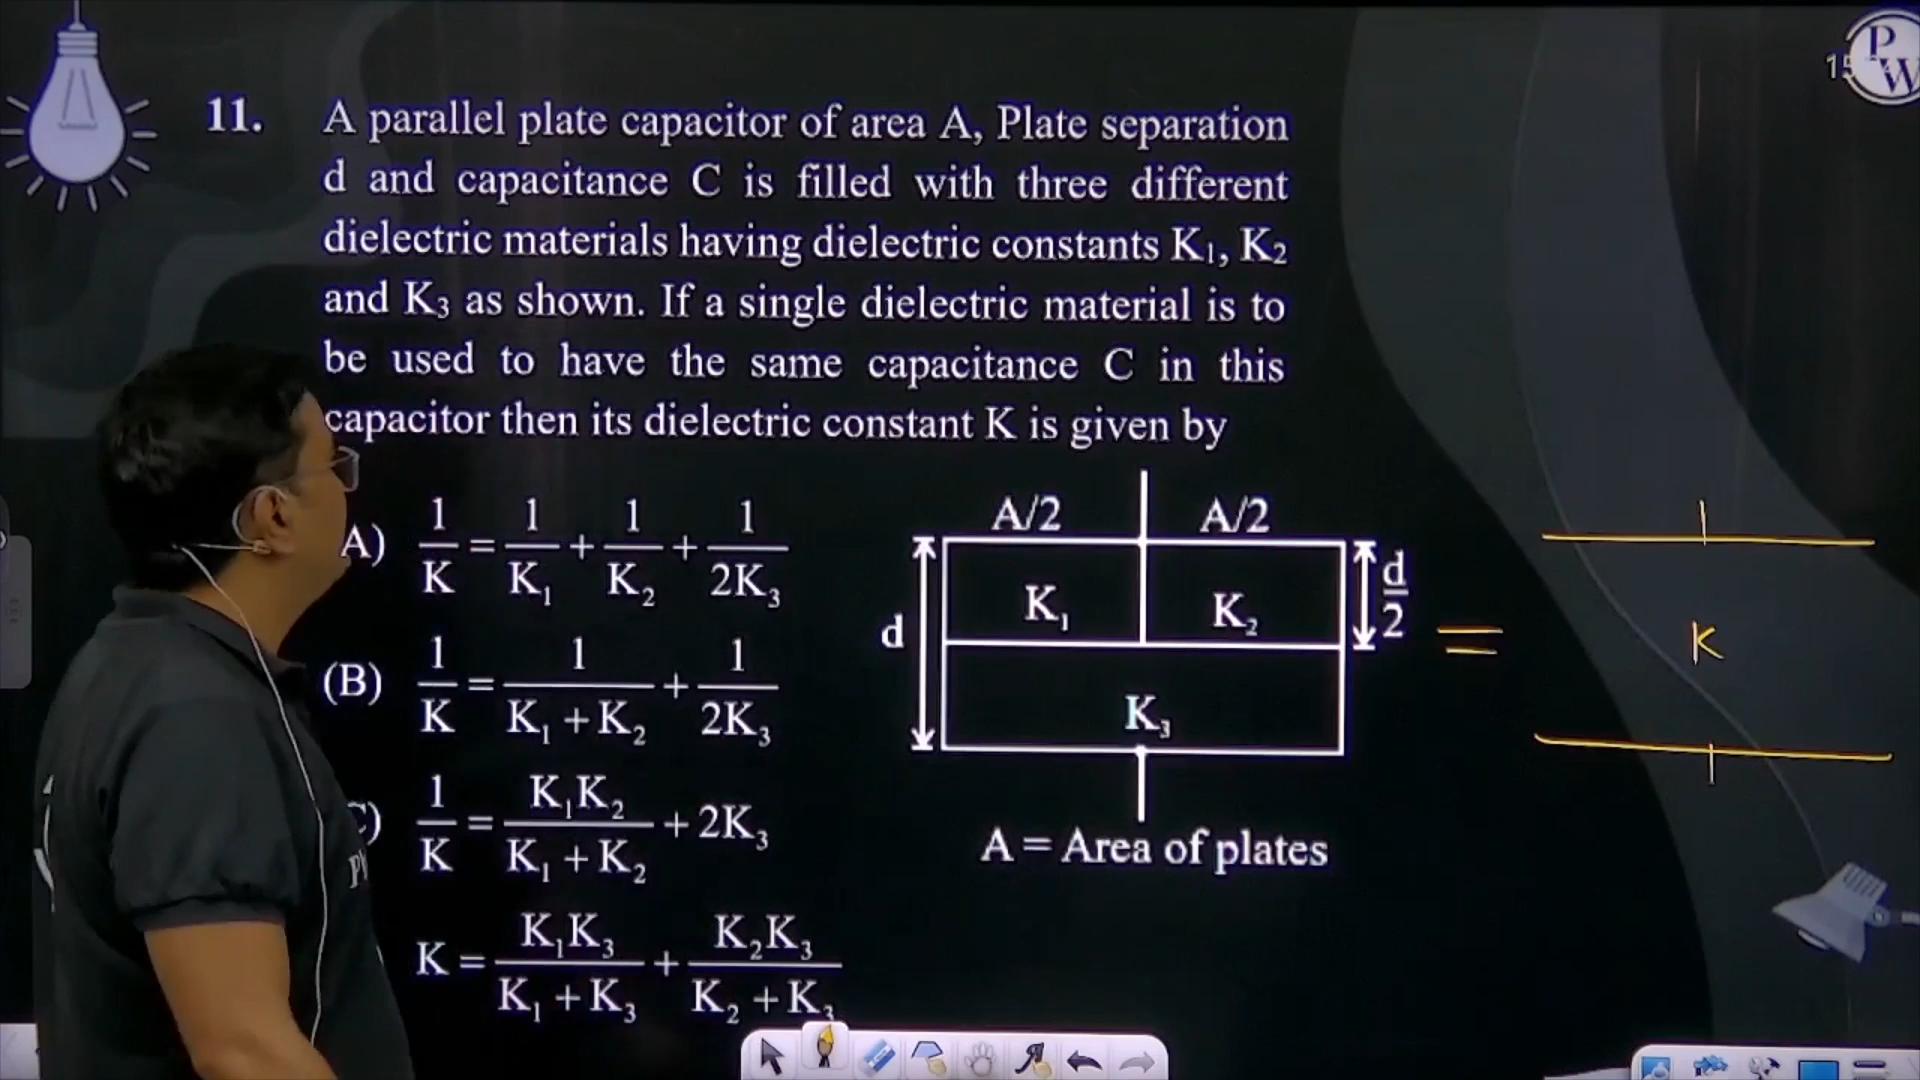 P
W
11. A parallel plate capacitor of area A, Plate separation
d and capacitance C is filled with three different
dielectric materials having dielectric constants K₁, K₂
and K₃ as shown. If a single dielectric material is to
be used to have the same capacitance C in this
capacitor then its dielectric constant K is given by
A) 1/K = 1/K₁ + 1/K₂ + 1/2K₃
(B) 1/K = 1/(K₁ + K₂) + 1/2K₃
C) 1/K = K₁K₂/(K₁ + K₂) + 2K₃
K = K₁K₃/(K₁ + K₃) + K₂K₃/(K₂ + K₃)
A/2 A/2
d K₁ K₂ d/2
K₃
= K
A = Area of plates